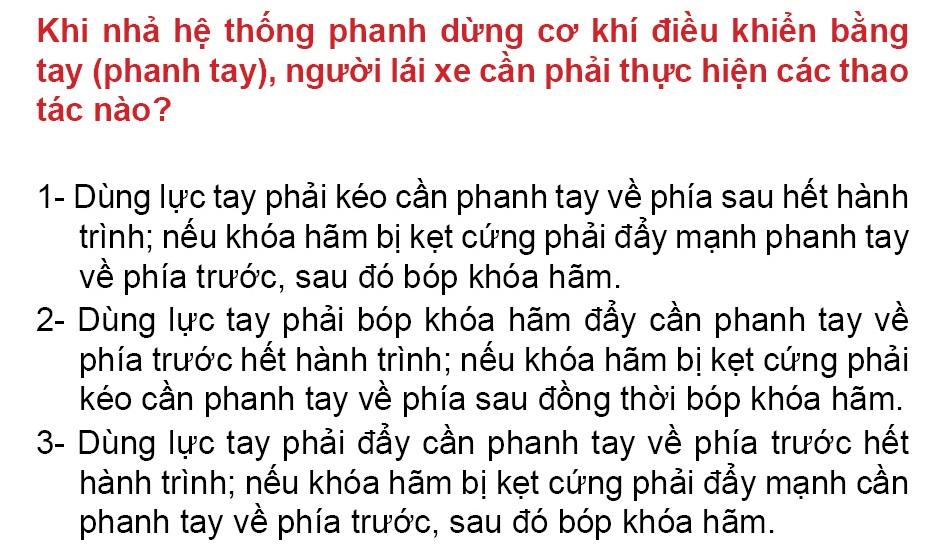 Khi nhả hệ thống phanh dừng cơ khí điều khiển bằng
tay (phanh tay), người lái xe cần phải thực hiện các thao
tác nào?
1- Dùng lực tay phải kéo cần phanh tay về phía sau hết hành
trình; nếu khóa hãm bị kẹt cứng phải đẩy mạnh phanh tay
về phía trước, sau đó bóp khóa hãm.
2- Dùng lực tay phải bóp khóa hãm đẩy cần phanh tay về
phía trước hết hành trình; nếu khóa hãm bị kẹt cứng phải
kéo cần phanh tay về phía sau đồng thời bóp khóa hãm.
3- Dùng lực tay phải đẩy cần phanh tay về phía trước hết
hành trình; nếu khóa hãm bị kẹt cứng phải đẩy mạnh cần
phanh tay về phía trước, sau đó bóp khóa hãm.